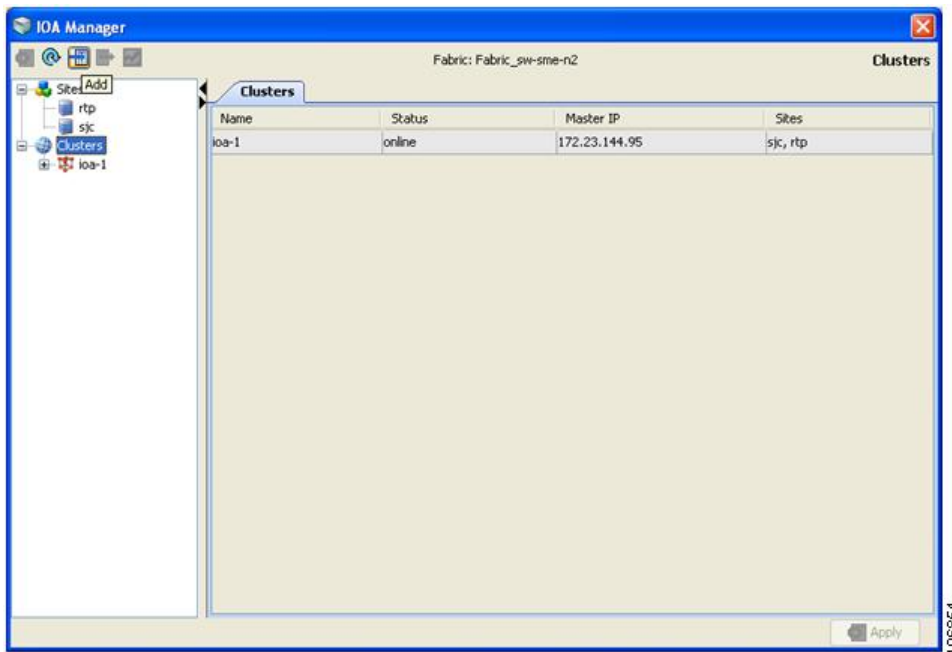 IOA Manager
Fabric: Fabric_sw-sme-n2
Clusters
Add
rtp
sjc
Clusters
ioa-1
Clusters
Name Status Master IP Sites
ioa-1 online 172.23.144.95 sjc, rtp
Apply